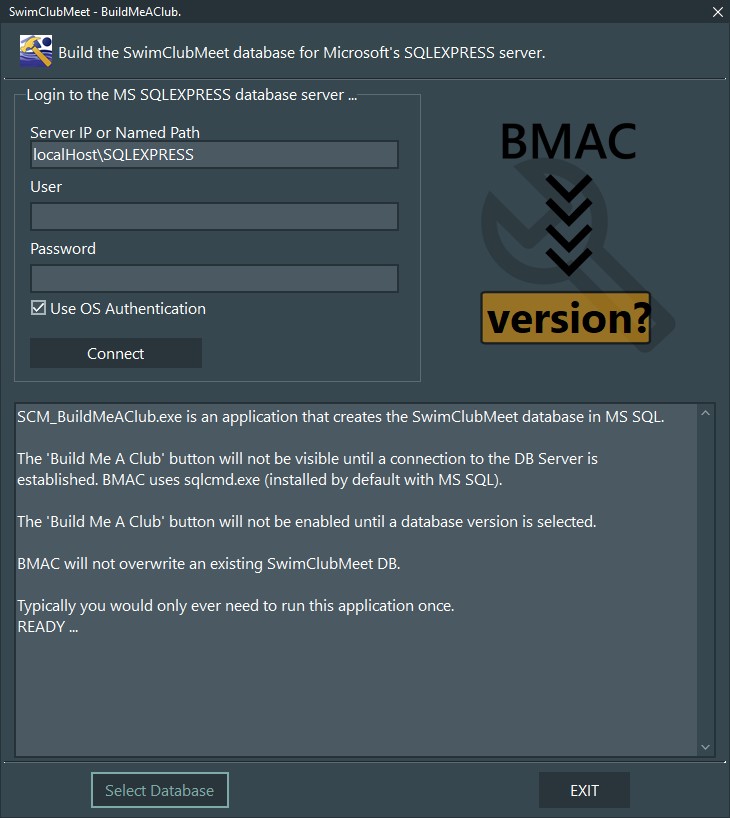 SwimClubMeet - BuildMeAClub.
Build the SwimClubMeet database for Microsoft's SQLEXPRESS server.
Login to the MS SQLEXPRESS database server ...
Server IP or Named Path
localHost\SQLEXPRESS
User
Password
Use OS Authentication
Connect
BMAC
version?
SCM_BuildMeAClub.exe is an application that creates the SwimClubMeet database in MS SQL.
The 'Build Me A Club' button will not be visible until a connection to the DB Server is
established. BMAC uses sqlcmd.exe (installed by default with MS SQL).
The 'Build Me A Club' button will not be enabled until a database version is selected.
BMAC will not overwrite an existing SwimClubMeet DB.
Typically you would only ever need to run this application once.
READY ...
Select Database
EXIT